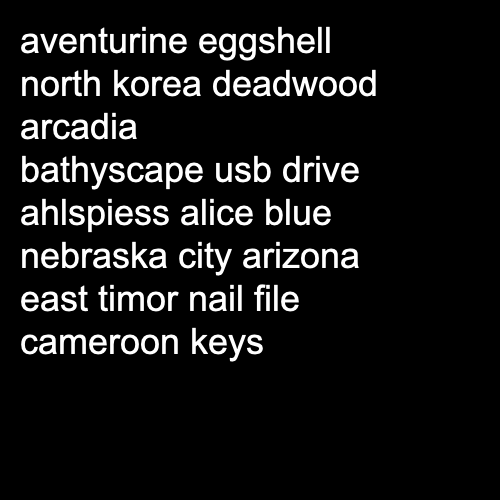 aventurine eggshell
north korea deadwood
arcadia
bathyscape usb drive
ahlspiess alice blue
nebraska city arizona
east timor nail file
cameroon keys